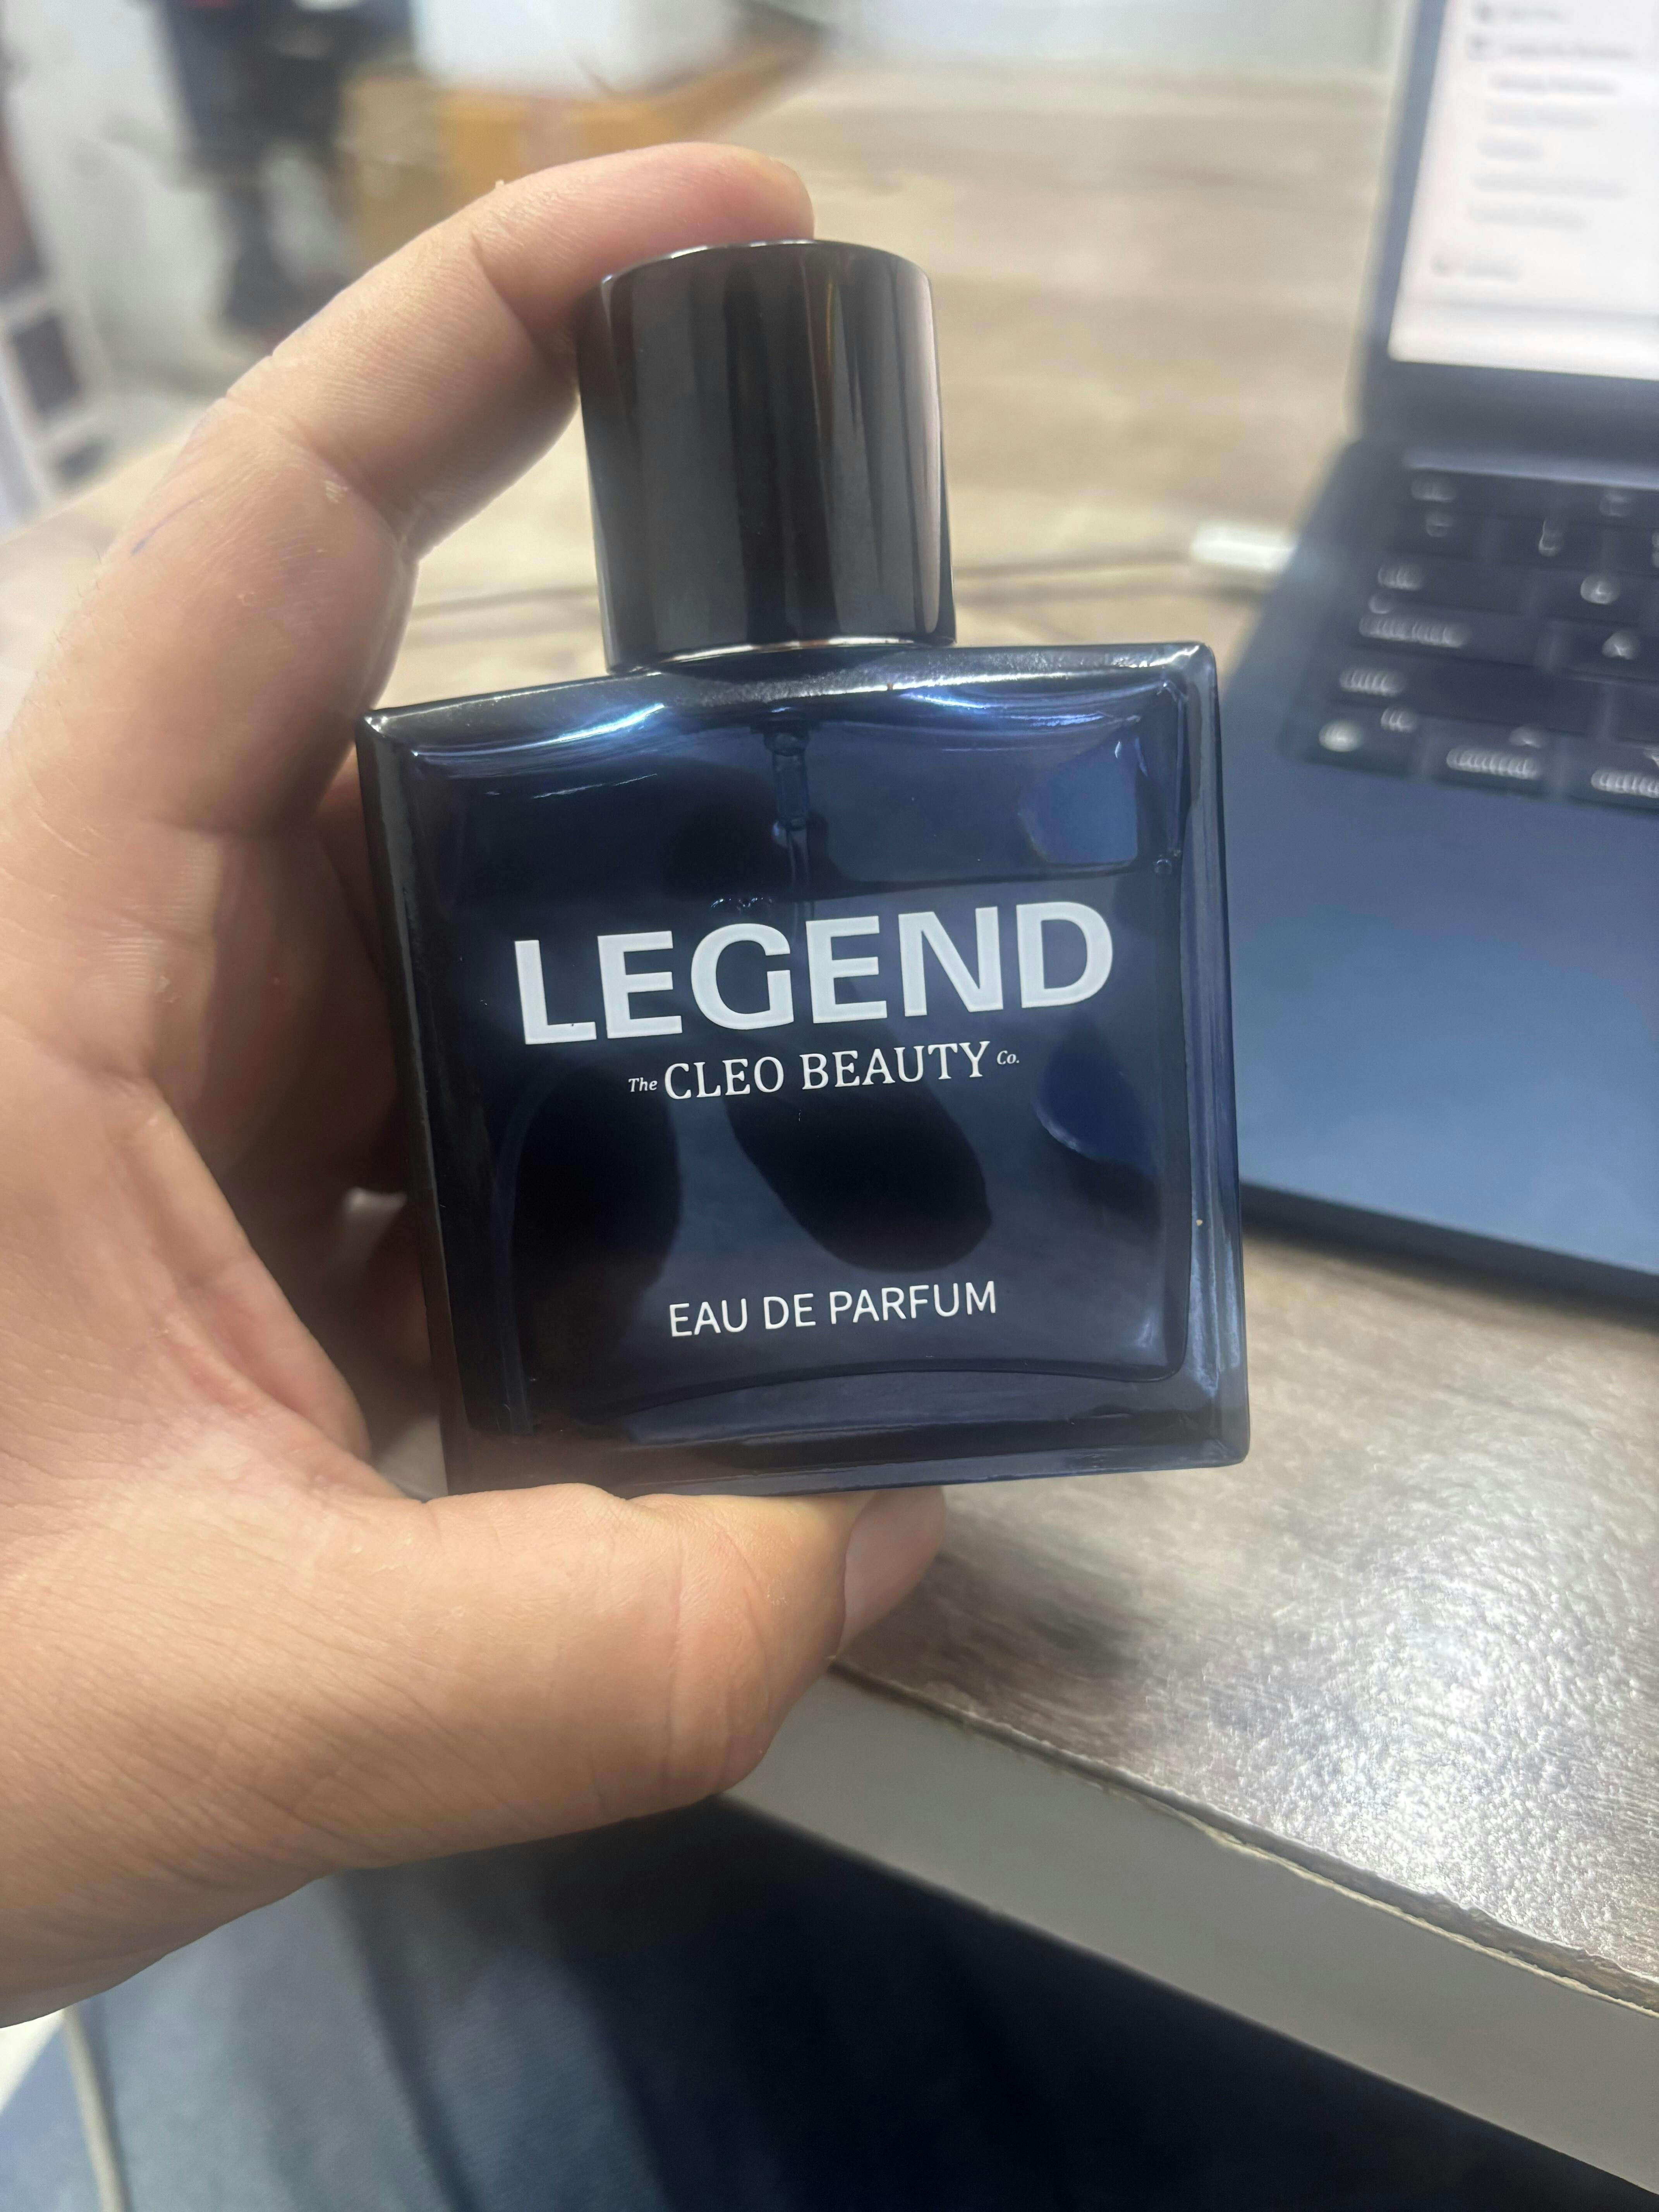 LEGEND
The CLEO BEAUTY Co.
EAU DE PARFUM